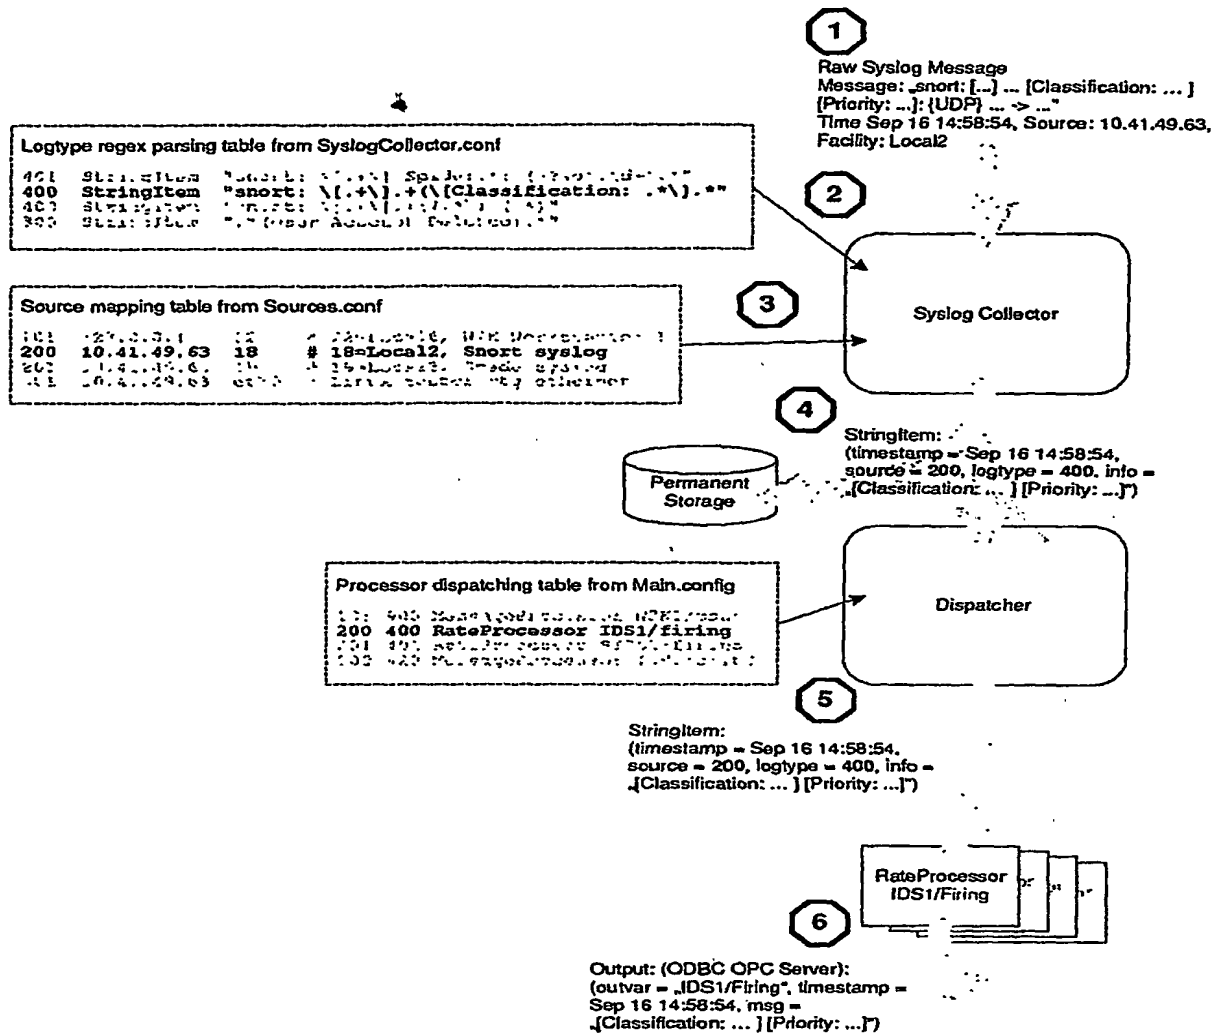 1
Raw Syslog Message
Message: „snort: [...] ... [Classification: ... ]
[Priority: ...]: {UDP} ... -> ..."
Time Sep 16 14:58:54, Source: 10.41.49.63,
Facility: Local2
Logtype regex parsing table from SyslogCollector.conf
400 StringItem "snort: \[.+\].+(\[Classification: .*\].*"
2
Syslog Collector
Source mapping table from Sources.conf
200 10.41.49.63 18 # 18=Local2, Snort syslog
3
4
StringItem:
(timestamp = Sep 16 14:58:54,
source = 200, logtype = 400, info =
„[Classification: ... ] [Priority: ...]")
Permanent
Storage
Processor dispatching table from Main.config
200 400 RateProcessor IDS1/firing
Dispatcher
5
StringItem:
(timestamp = Sep 16 14:58:54,
source = 200, logtype = 400, info =
„[Classification: ... ] [Priority: ...]")
RateProcessor
IDS1/Firing
6
Output: (ODBC OPC Server):
(outvar = „IDS1/Firing", timestamp =
Sep 16 14:58:54, msg =
„[Classification: ... ] [Priority: ...]")